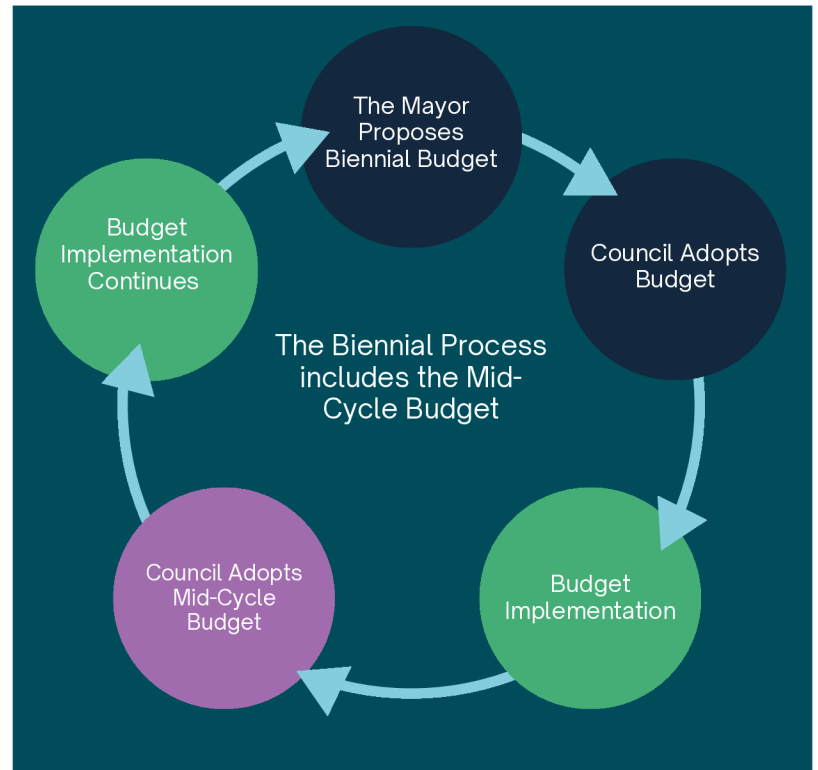 The Mayor
Proposes
Biennial Budget
Council Adopts
Budget
Budget
Implementation
Council Adopts
Mid-Cycle
Budget
Budget
Implementation
Continues
The Biennial Process
includes the Mid-
Cycle Budget